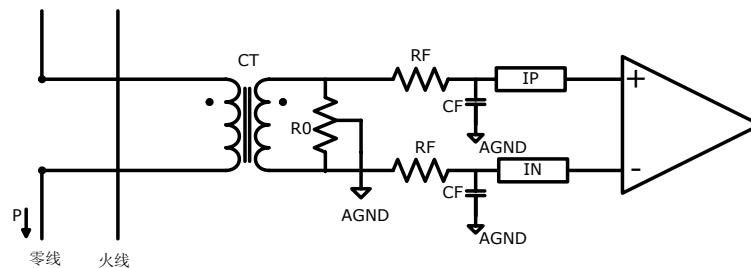 CT
RF
IP
+
CF
R0
AGND
RF
IN
-
CF
AGND
AGND
P
零线
火线